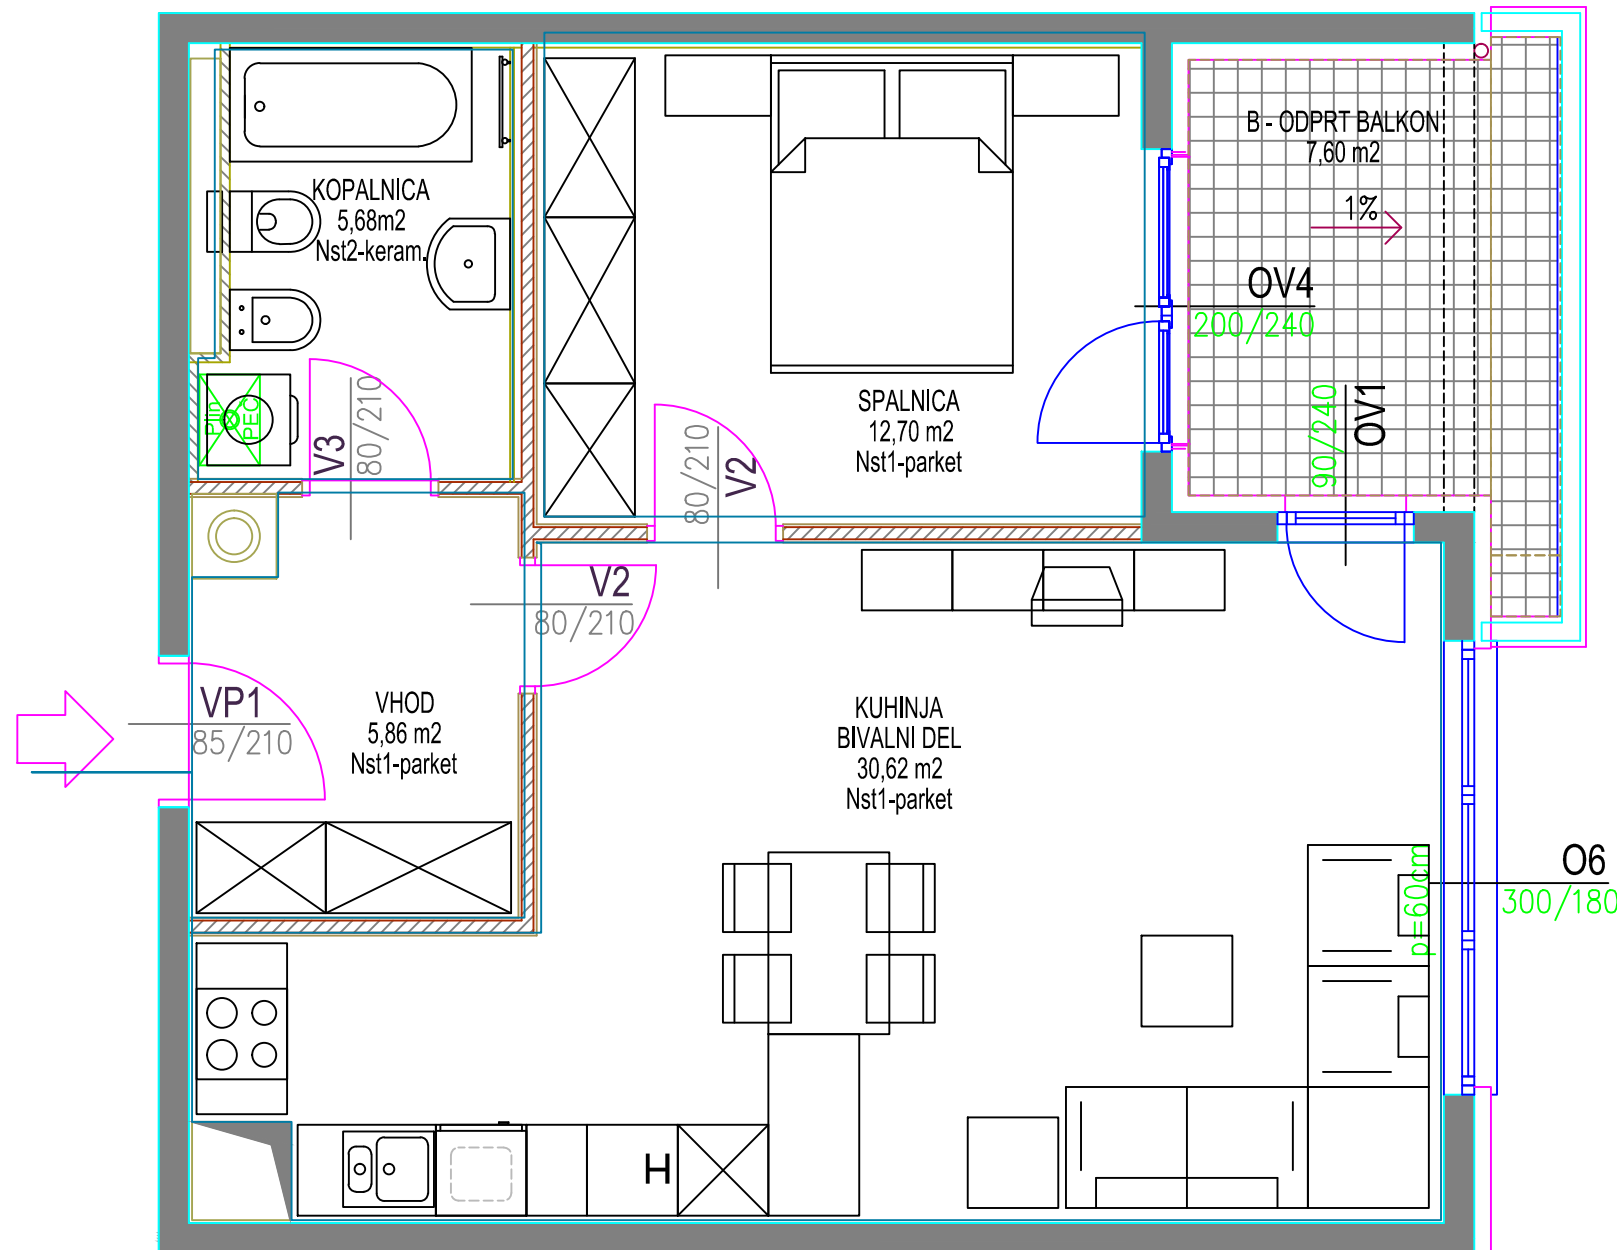 B - ODPRT BALKON
7,60 m2
1%
KOPALNICA
5,68m2
Nst2-keram.
OV4
200/240
SPALNICA
12,70 m2
Nst1-parket
90/240
OV1
Plin
PEČ
V3
80/210
80/210
V2
V2
80/210
VP1
85/210
VHOD
5,86 m2
Nst1-parket
KUHINJA
BIVALNI DEL
30,62 m2
Nst1-parket
p=60cm
O6
300/180
H